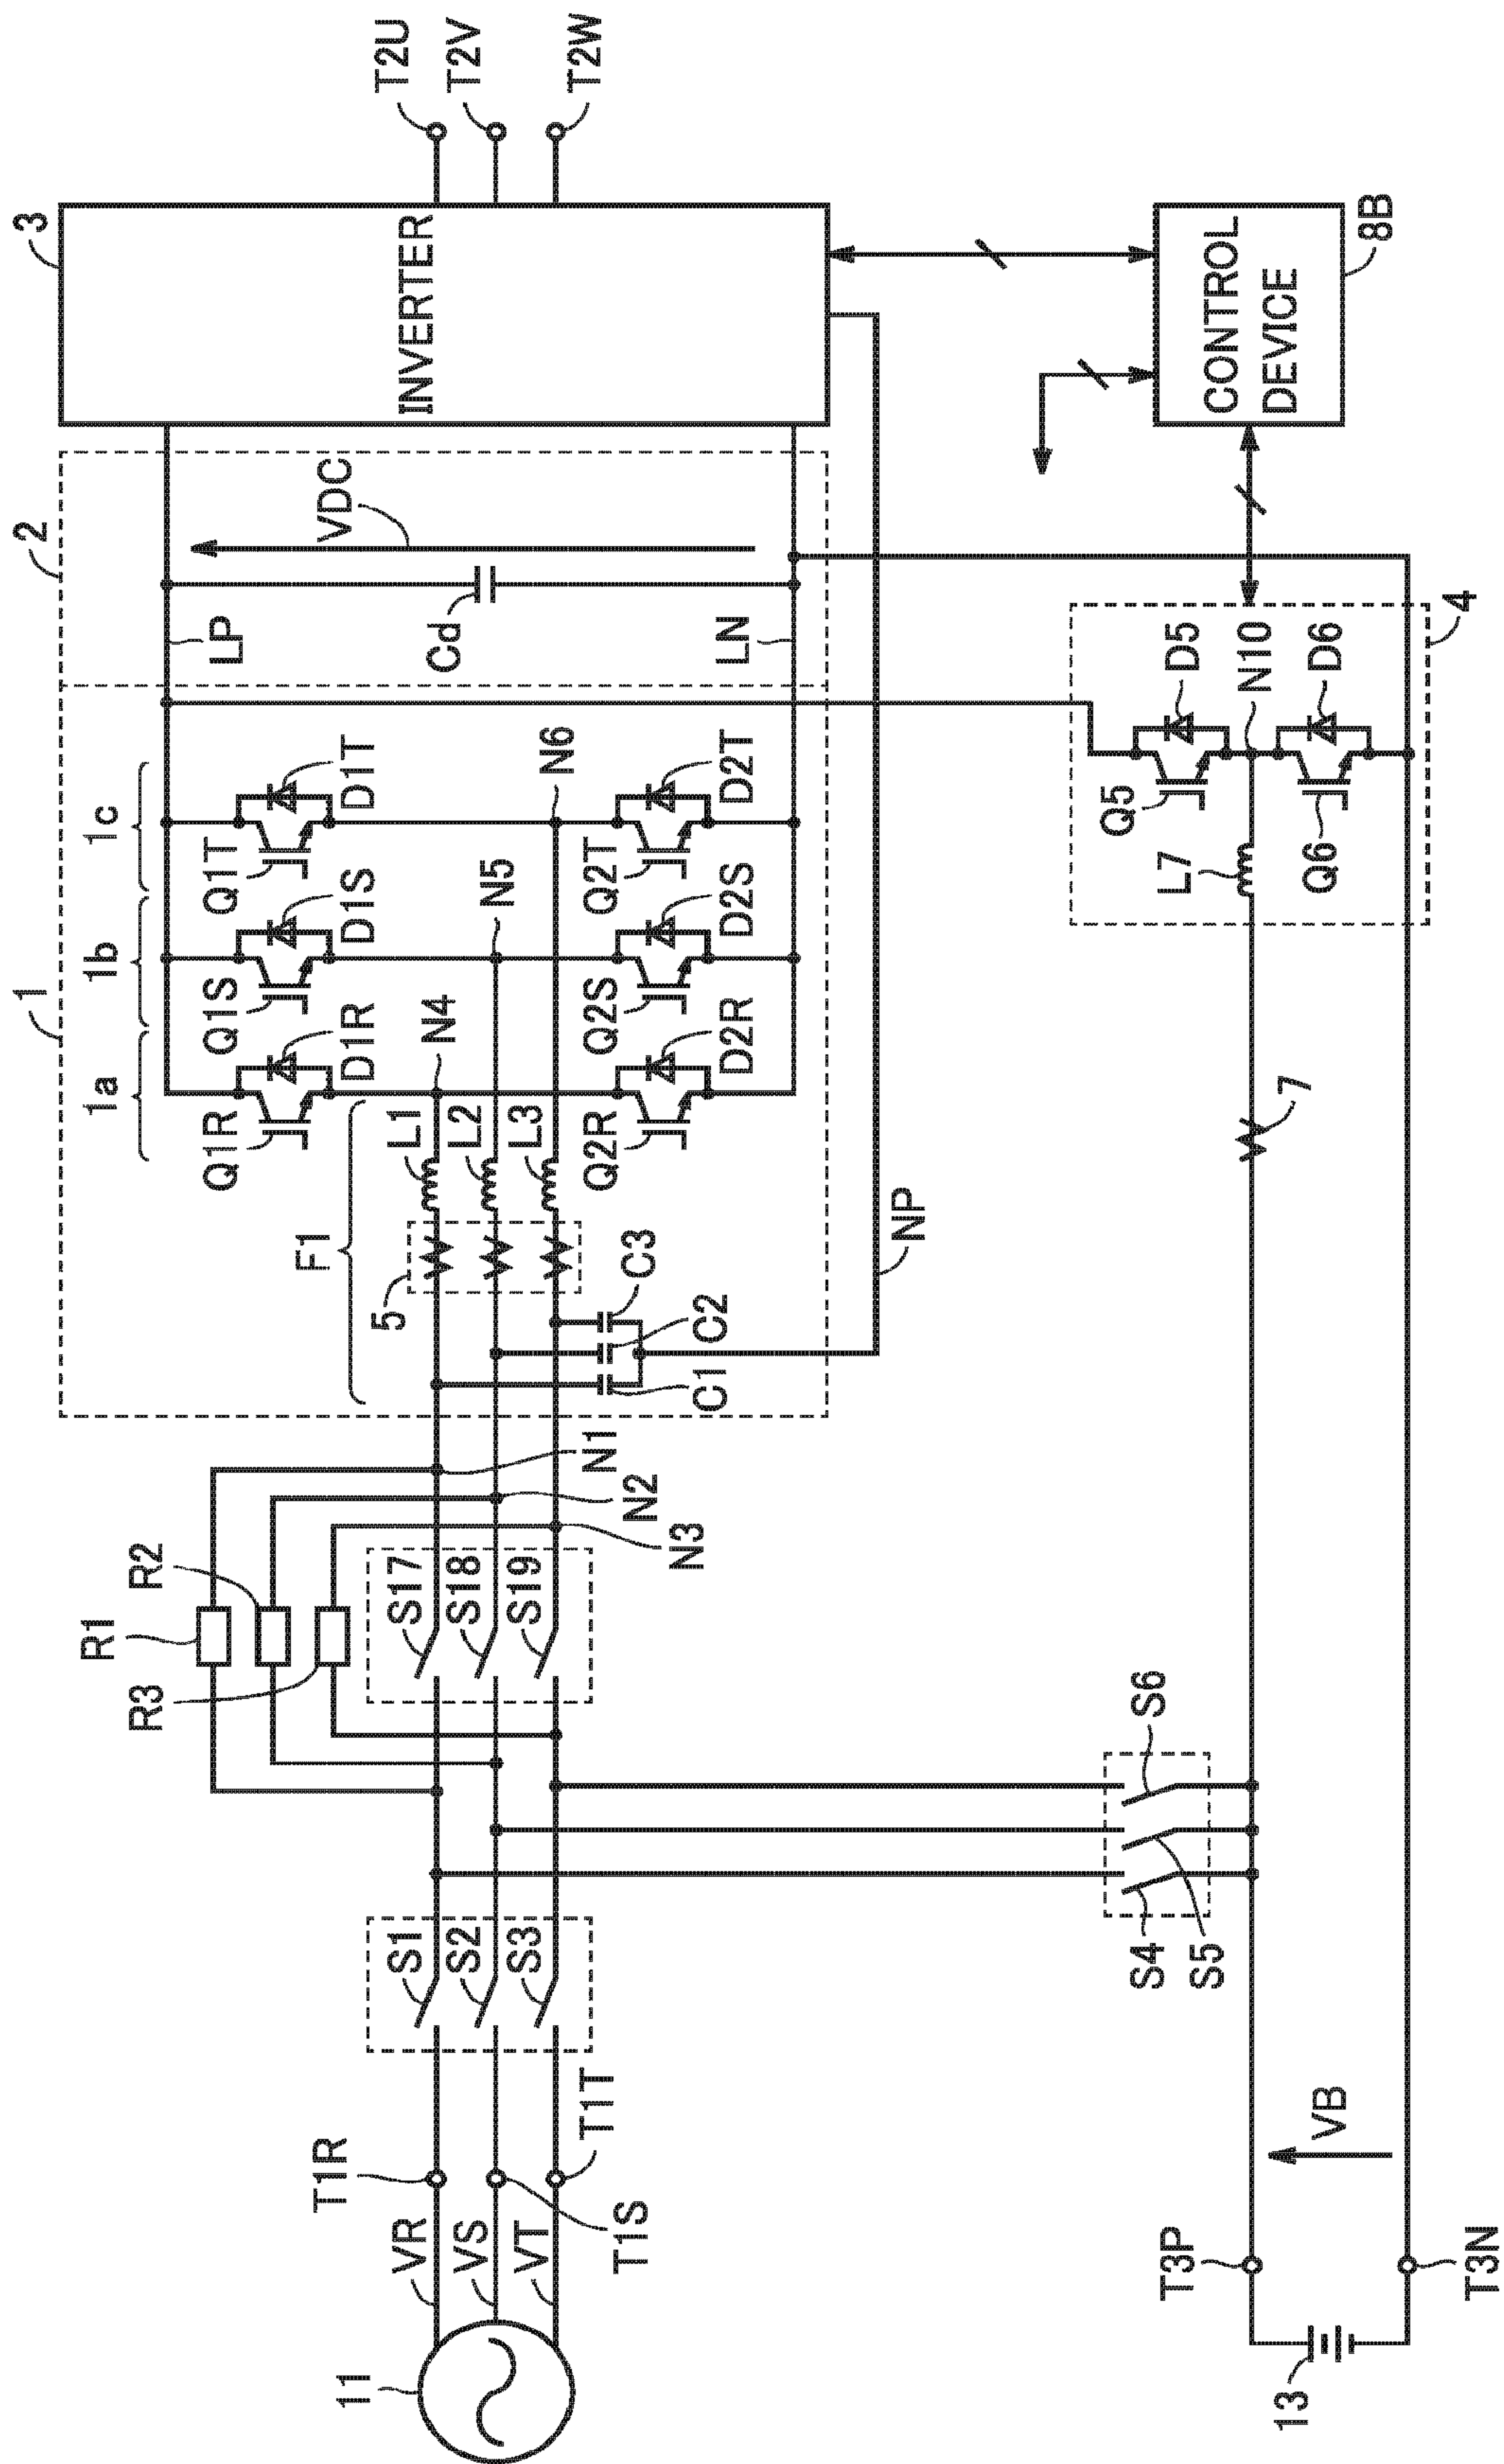 11
VR
VS
VT
T1R
T1S
T1T
S1
S2
S3
R1
R2
R3
S17
S18
S19
N1
N2
N3
1
F1
5
C1
C2
C3
L1
L2
L3
1a
1b
1c
Q1R
D1R
Q1S
D1S
Q1T
D1T
N4
N5
N6
Q2R
D2R
Q2S
D2S
Q2T
D2T
2
LP
LN
Cd
VDC
3
INVERTER
T2U
T2V
T2W
NP
13
T3P
T3N
VB
S4
S5
S6
7
L7
Q5
D5
N10
Q6
D6
4
CONTROL
DEVICE
8B